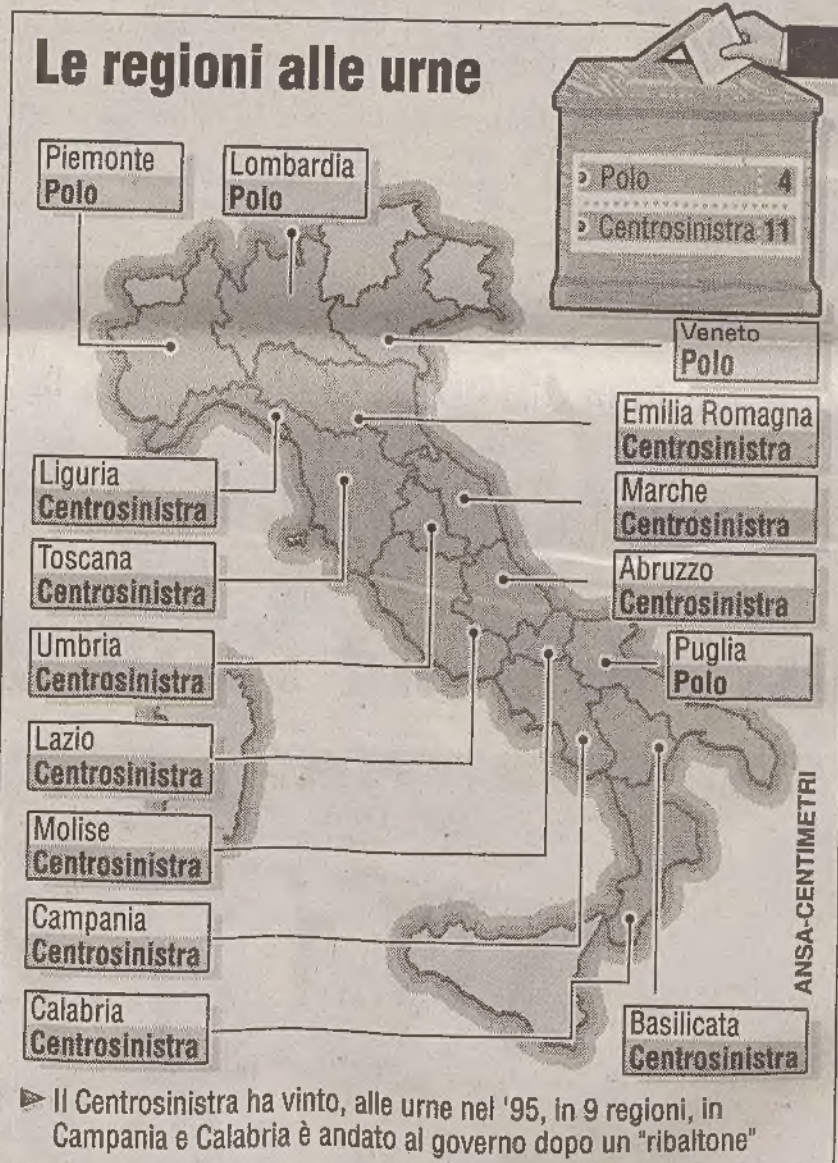 Le regioni alle urne
Polo 4
Centrosinistra 11
Piemonte
Polo
Lombardia
Polo
Veneto
Polo
Emilia Romagna
Centrosinistra
Liguria
Centrosinistra
Marche
Centrosinistra
Toscana
Centrosinistra
Abruzzo
Centrosinistra
Umbria
Centrosinistra
Puglia
Polo
Lazio
Centrosinistra
Molise
Centrosinistra
Campania
Centrosinistra
Calabria
Centrosinistra
Basilicata
Centrosinistra
ANSA-CENTIMETRI
Il Centrosinistra ha vinto, alle urne nel '95, in 9 regioni, in
Campania e Calabria è andato al governo dopo un "ribaltone"